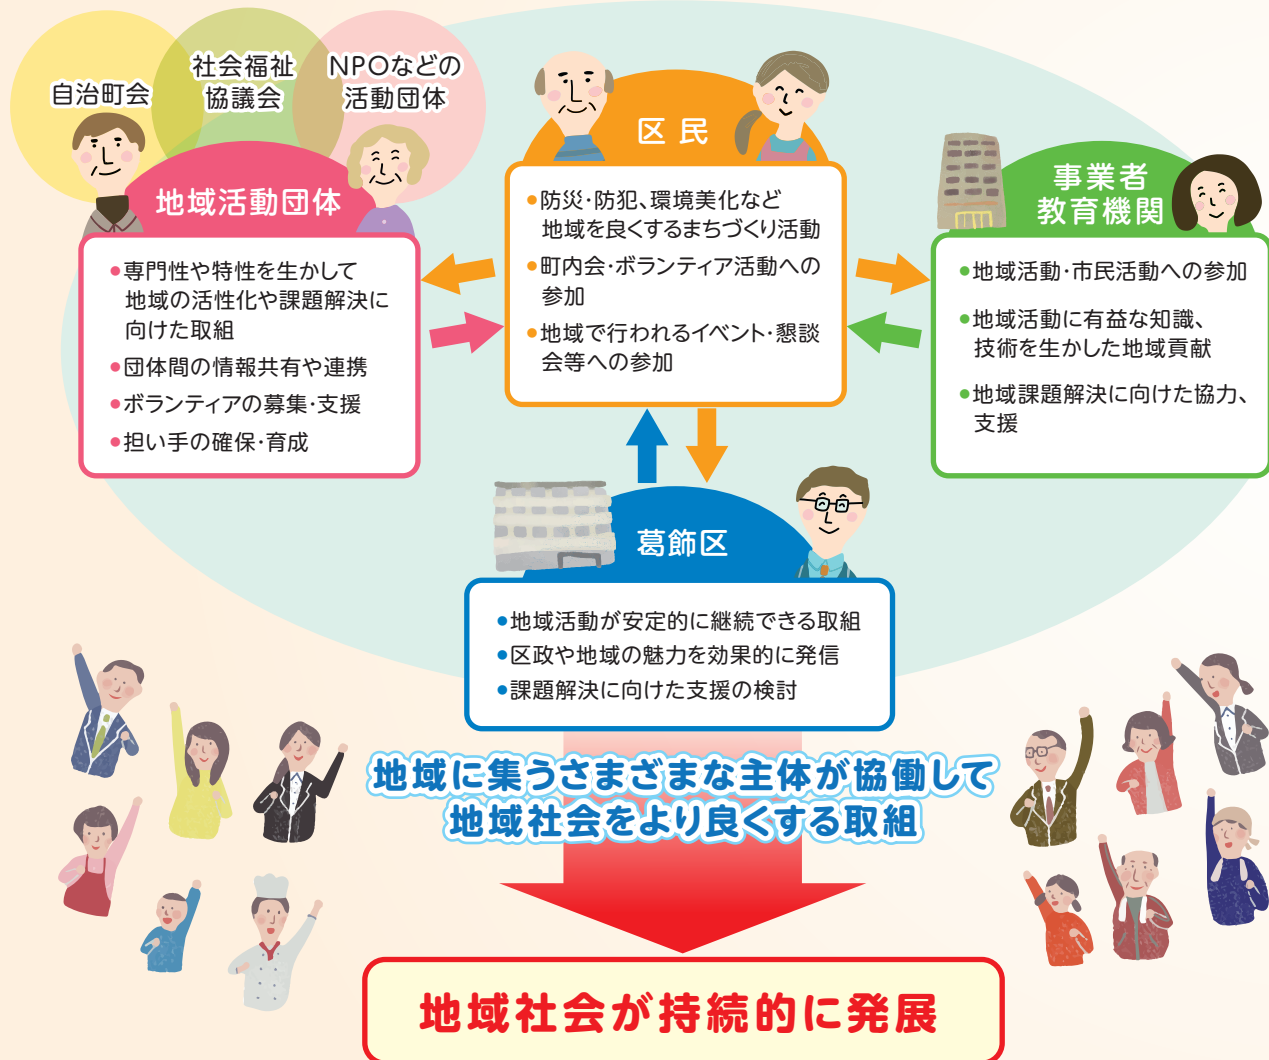 自治町会
社会福祉
協議会
NPOなどの
活動団体
地域活動団体
●専門性や特性を生かして
地域の活性化や課題解決に
向けた取組
●団体間の情報共有や連携
●ボランティアの募集・支援
●担い手の確保・育成
区民
●防災・防犯、環境美化など
地域を良くするまちづくり活動
●町内会・ボランティア活動への
参加
●地域で行われるイベント・懇談
会等への参加
事業者
教育機関
●地域活動・市民活動への参加
●地域活動に有益な知識、
技術を生かした地域貢献
●地域課題解決に向けた協力、
支援
葛飾区
●地域活動が安定的に継続できる取組
●区政や地域の魅力を効果的に発信
●課題解決に向けた支援の検討
地域に集うさまざまな主体が協働して
地域社会をより良くする取組
地域社会が持続的に発展